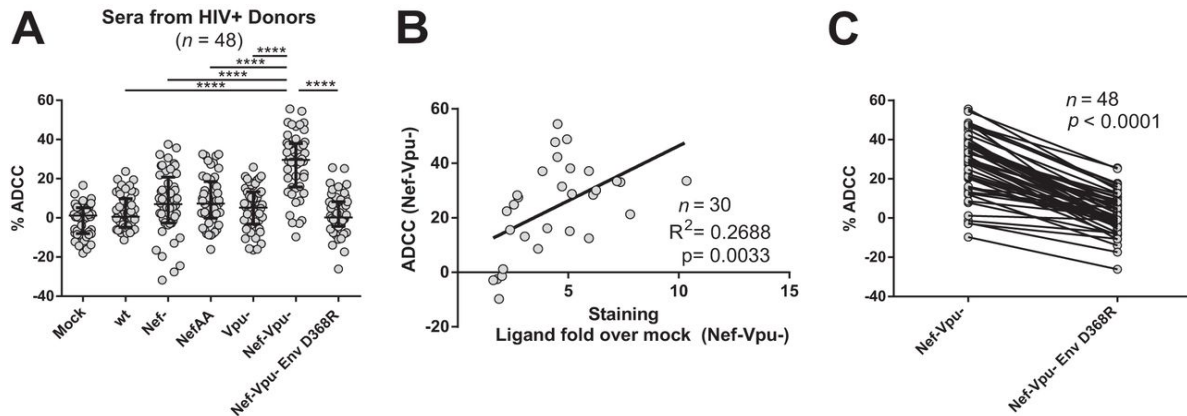 A
Sera from HIV+ Donors
(n = 48)
****
****
****
****
****
% ADCC
60
40
20
0
-20
-40
Mock
wt
Nef-
NefAA
Vpu-
Nef-Vpu-
Nef-Vpu- Env D368R
B
ADCC (Nef-Vpu-)
60
40
20
0
-20
5
10
15
n = 30
R2= 0.2688
p= 0.0033
Staining
Ligand fold over mock (Nef-Vpu-)
C
% ADCC
60
40
20
0
-20
-40
n = 48
p < 0.0001
Nef-Vpu-
Nef-Vpu- Env D368R